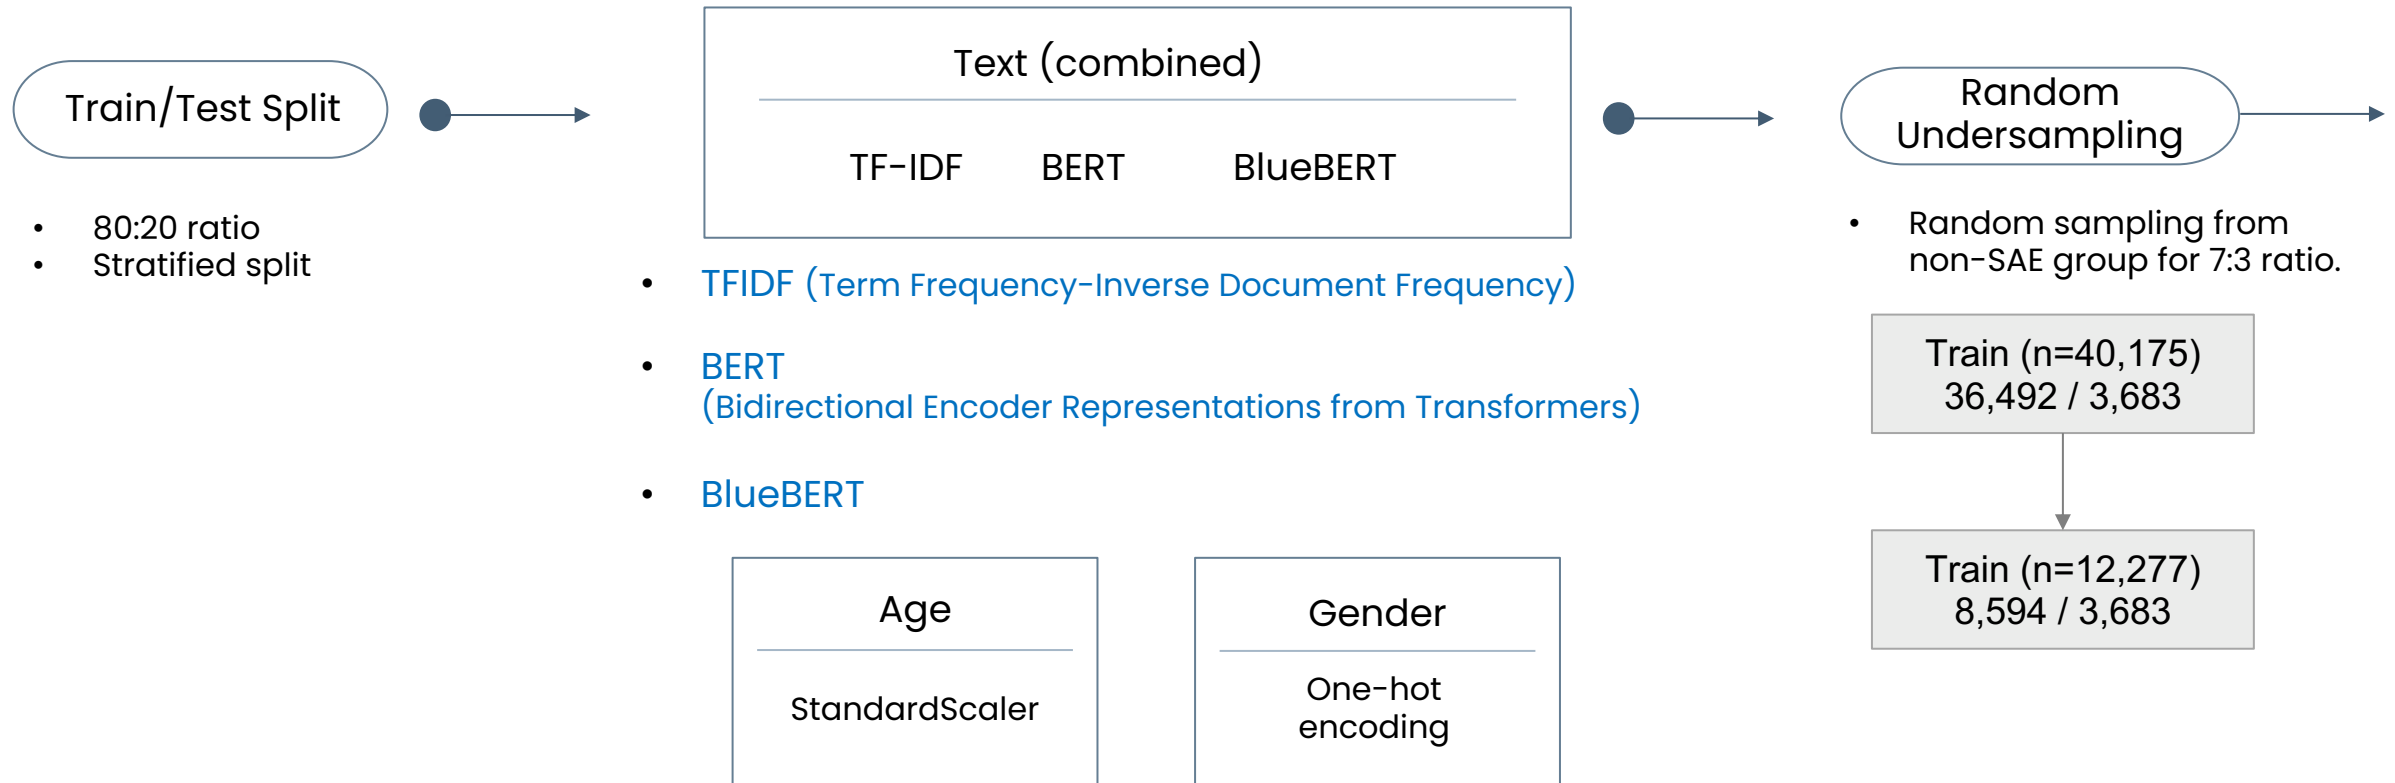 Train/Test Split
• 80:20 ratio
• Stratified split
Text (combined)
TF-IDF BERT BlueBERT
• TFIDF (Term Frequency-Inverse Document Frequency)
• BERT
(Bidirectional Encoder Representations from Transformers)
• BlueBERT
Age
StandardScaler
Gender
One-hot
encoding
Random
Undersampling
• Random sampling from
non-SAE group for 7:3 ratio.
Train (n=40,175)
36,492 / 3,683
Train (n=12,277)
8,594 / 3,683